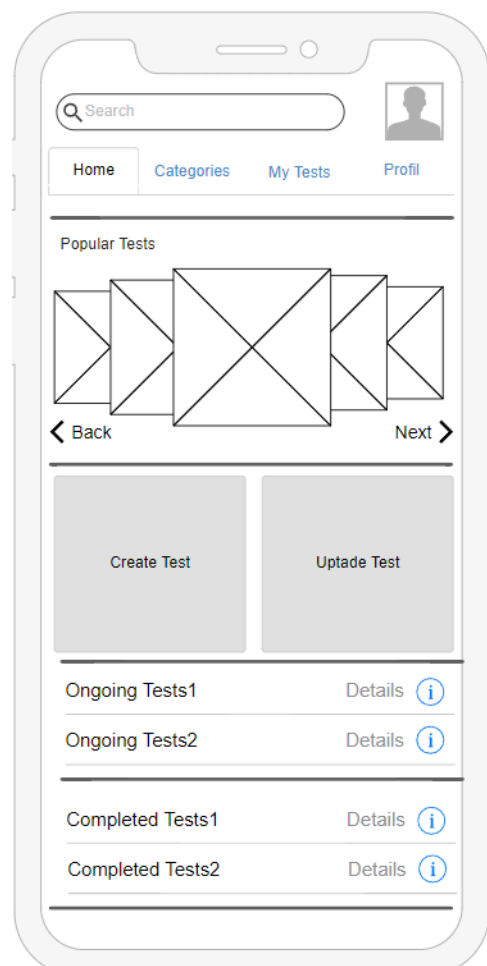 Search
Home Categories My Tests Profil
Popular Tests
Back Next
Create Test Uptade Test
Ongoing Tests1 Details i
Ongoing Tests2 Details i
Completed Tests1 Details i
Completed Tests2 Details i